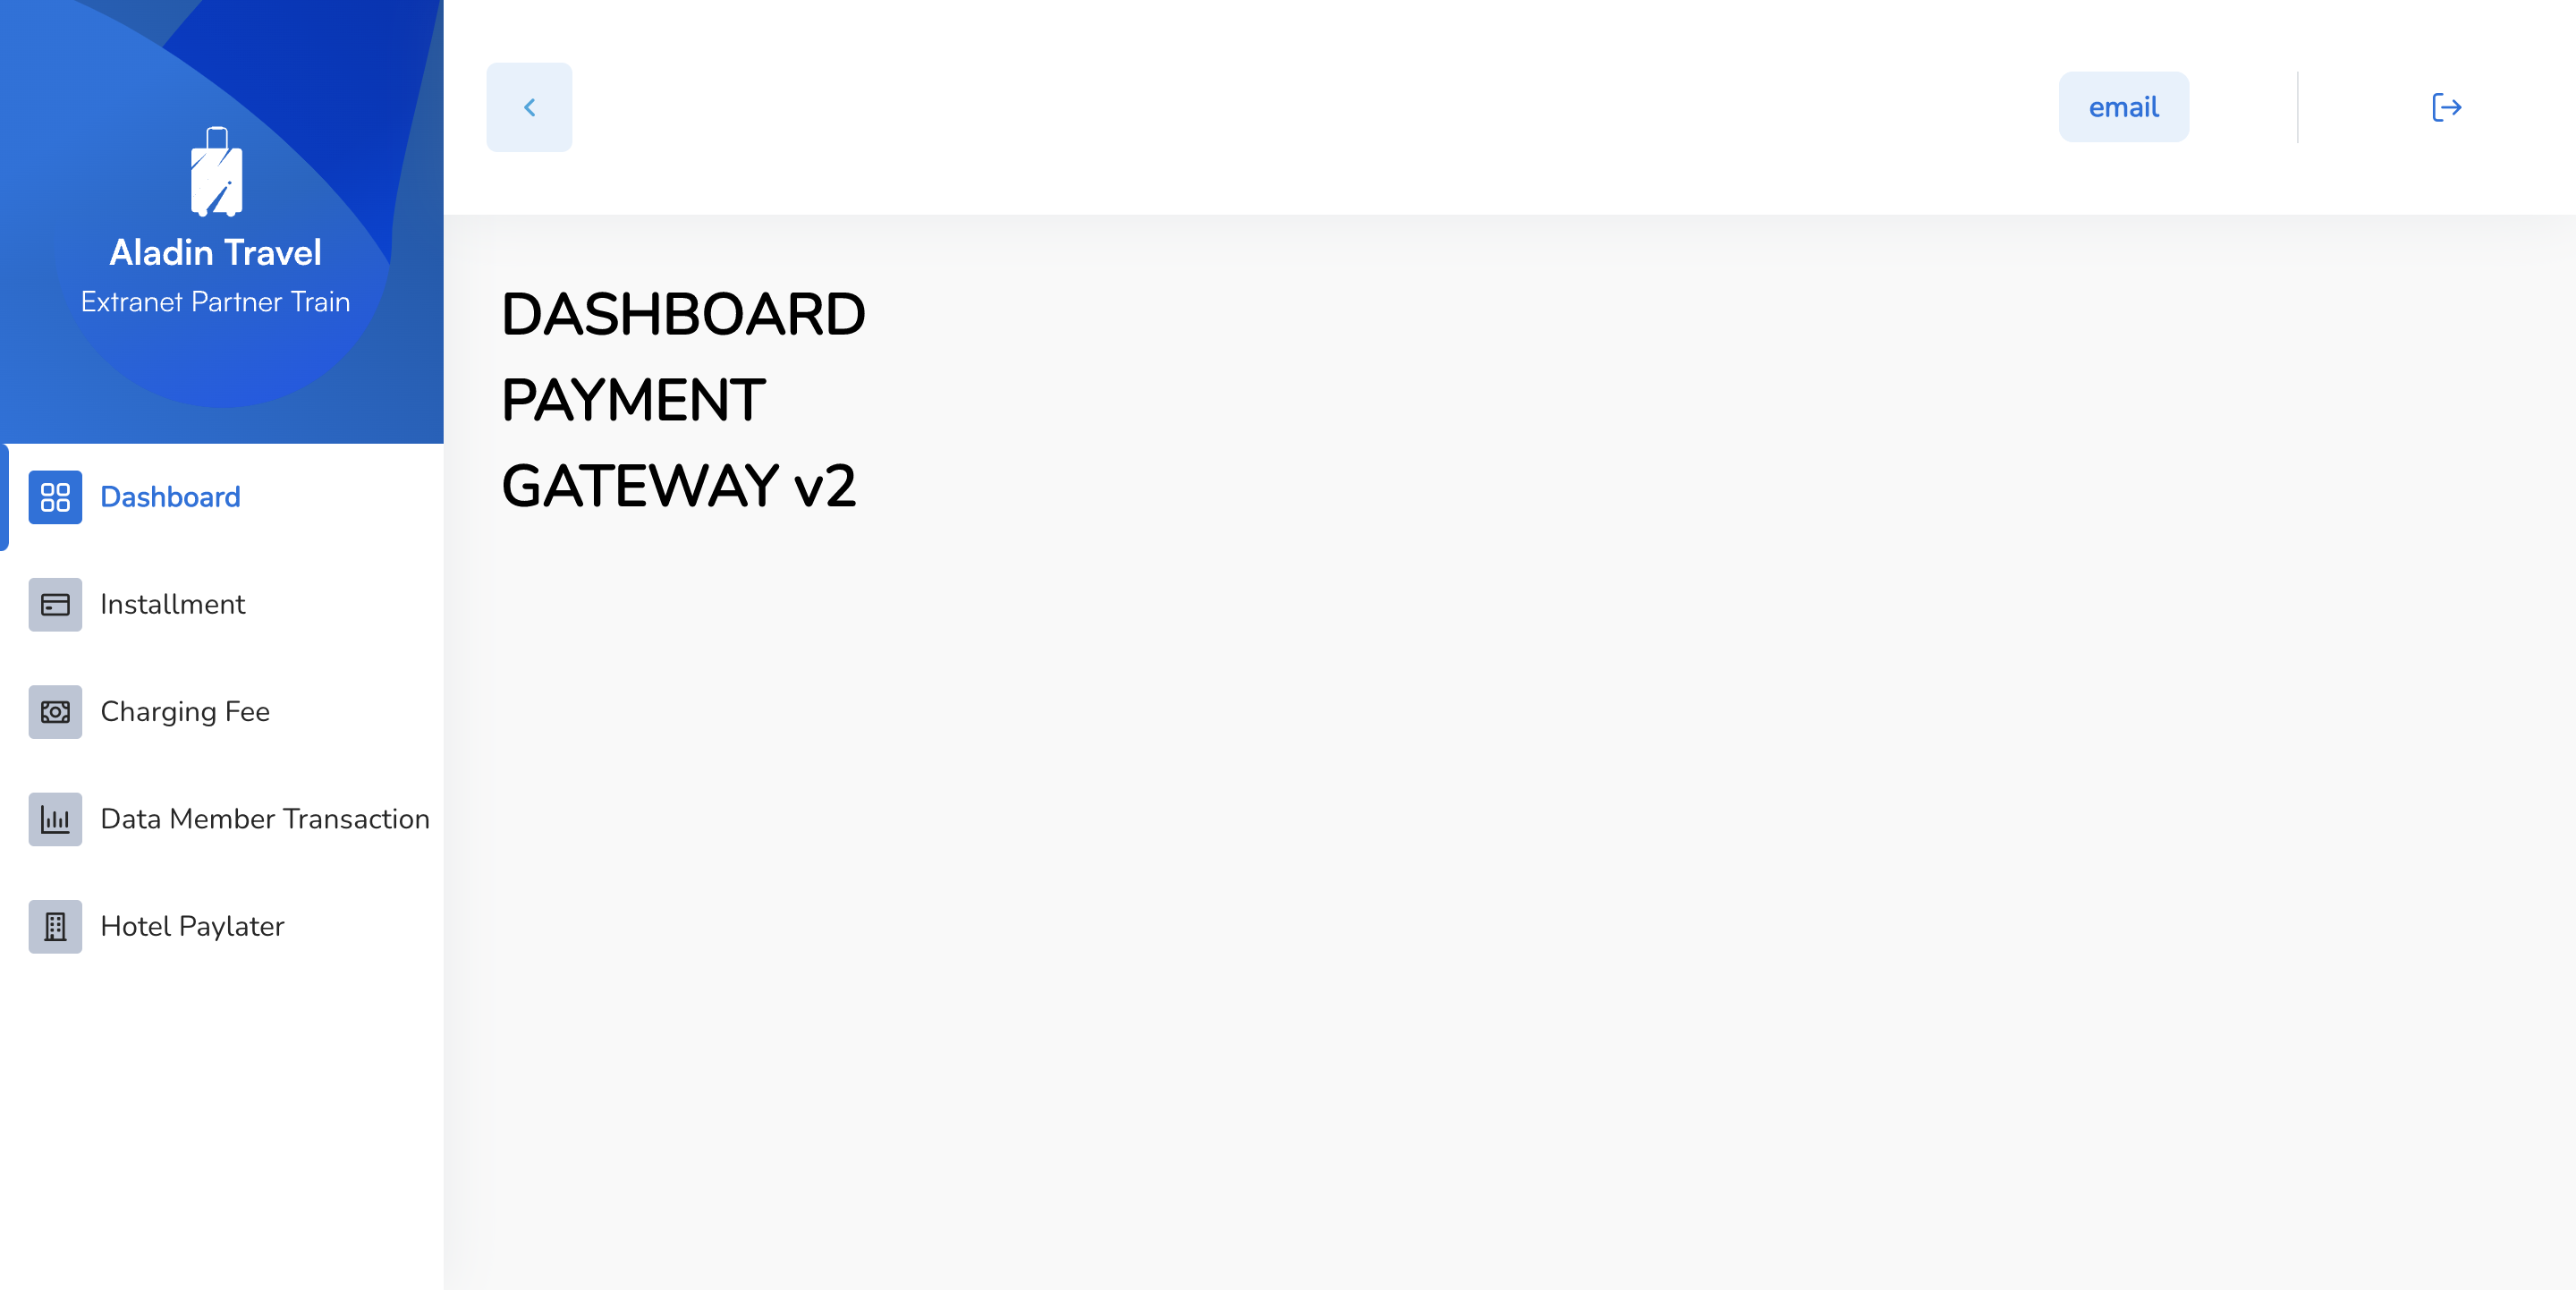 Aladin Travel
Extranet Partner Train
Dashboard
Installment
Charging Fee
Data Member Transaction
Hotel Paylater
email
DASHBOARD
PAYMENT
GATEWAY v2